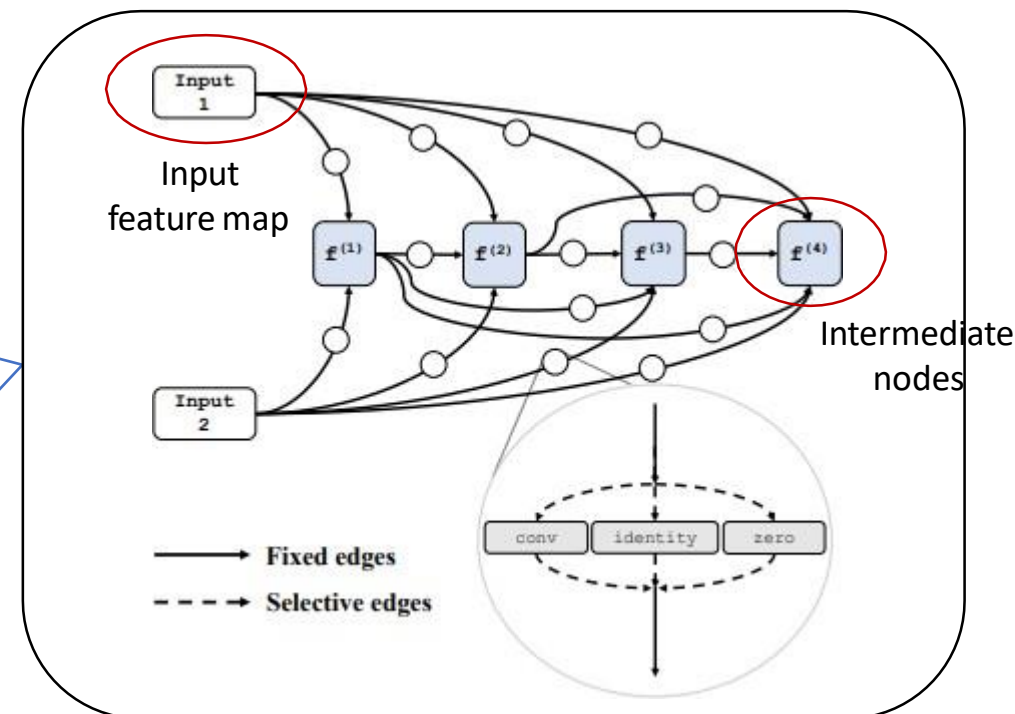 Input
1
Input
feature map
f(1)
f(2)
f(3)
f(4)
Intermediate
nodes
Input
2
conv
identity
zero
Fixed edges
Selective edges